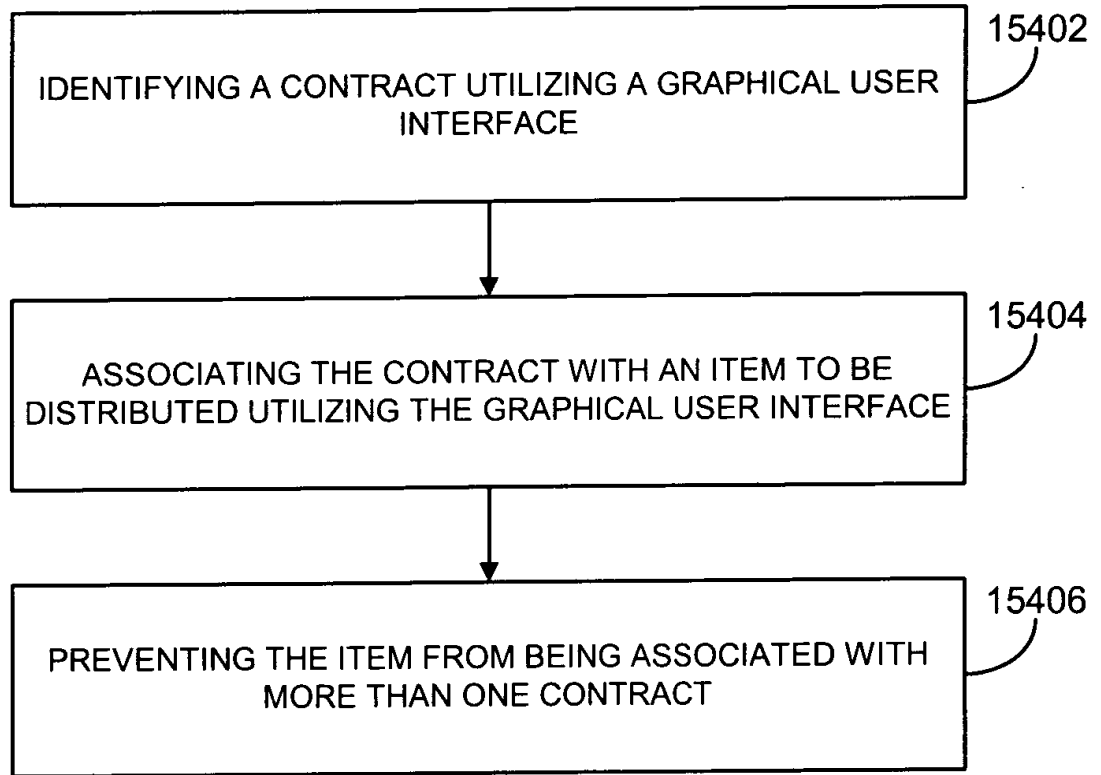 15402
IDENTIFYING A CONTRACT UTILIZING A GRAPHICAL USER
INTERFACE
15404
ASSOCIATING THE CONTRACT WITH AN ITEM TO BE
DISTRIBUTED UTILIZING THE GRAPHICAL USER INTERFACE
15406
PREVENTING THE ITEM FROM BEING ASSOCIATED WITH
MORE THAN ONE CONTRACT